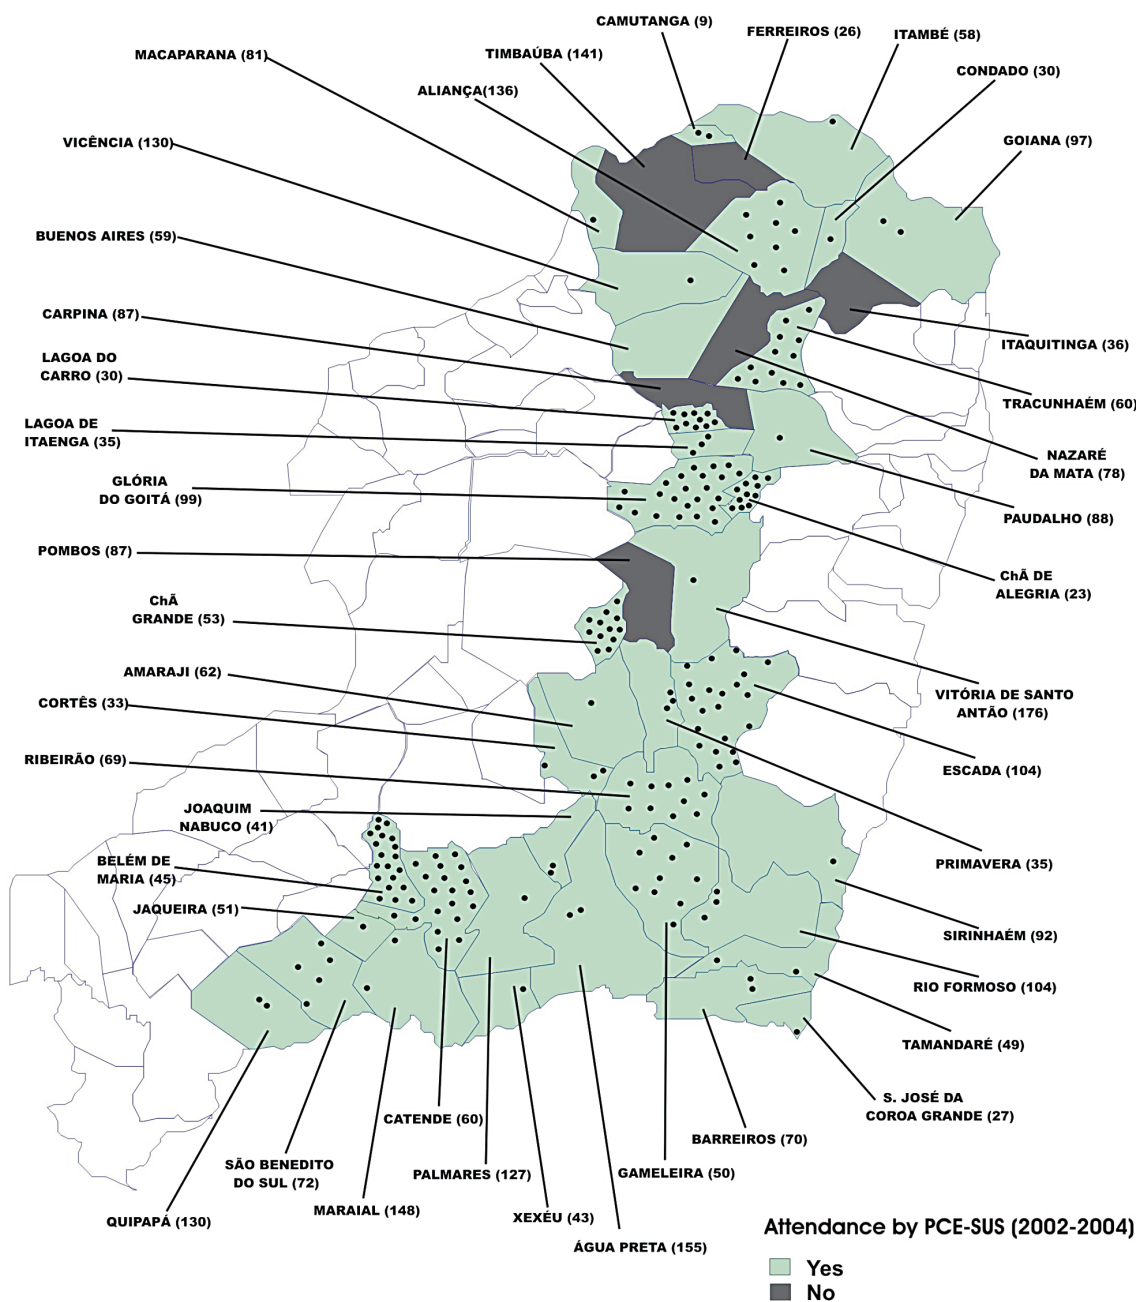 CAMUTANGA (9)
FERREIROS (26)
ITAMBÉ (58)
MACAPARANA (81)
TIMBAÚBA (141)
CONDADO (30)
ALIANÇA(136)
VICÊNCIA (130)
GOIANA (97)
BUENOS AIRES (59)
CARPINA (87)
ITAQUITINGA (36)
LAGOA DO
CARRO (30)
TRACUNHAÉM (60)
LAGOA DE
ITAENGA (35)
NAZARÉ
DA MATA (78)
GLÓRIA
DO GOITÁ (99)
PAUDALHO (88)
POMBOS (87)
ChÃ DE
ALEGRIA (23)
ChÃ
GRANDE (53)
AMARAJI (62)
VITÓRIA DE SANTO
ANTÃO (176)
CORTÊS (33)
RIBEIRÃO (69)
ESCADA (104)
JOAQUIM
NABUCO (41)
BELÉM DE
MARIA (45)
PRIMAVERA (35)
JAQUEIRA (51)
SIRINHAÉM (92)
RIO FORMOSO (104)
TAMANDARÉ (49)
S. JOSÉ DA
COROA GRANDE (27)
CATENDE (60)
BARREIROS (70)
SÃO BENEDITO
DO SUL (72)
PALMARES (127)
GAMELEIRA (50)
MARAIAL (148)
XEXÉU (43)
QUIPAPÁ (130)
ÁGUA PRETA (155)
Attendance by PCE-SUS (2002-2004)
Yes
No